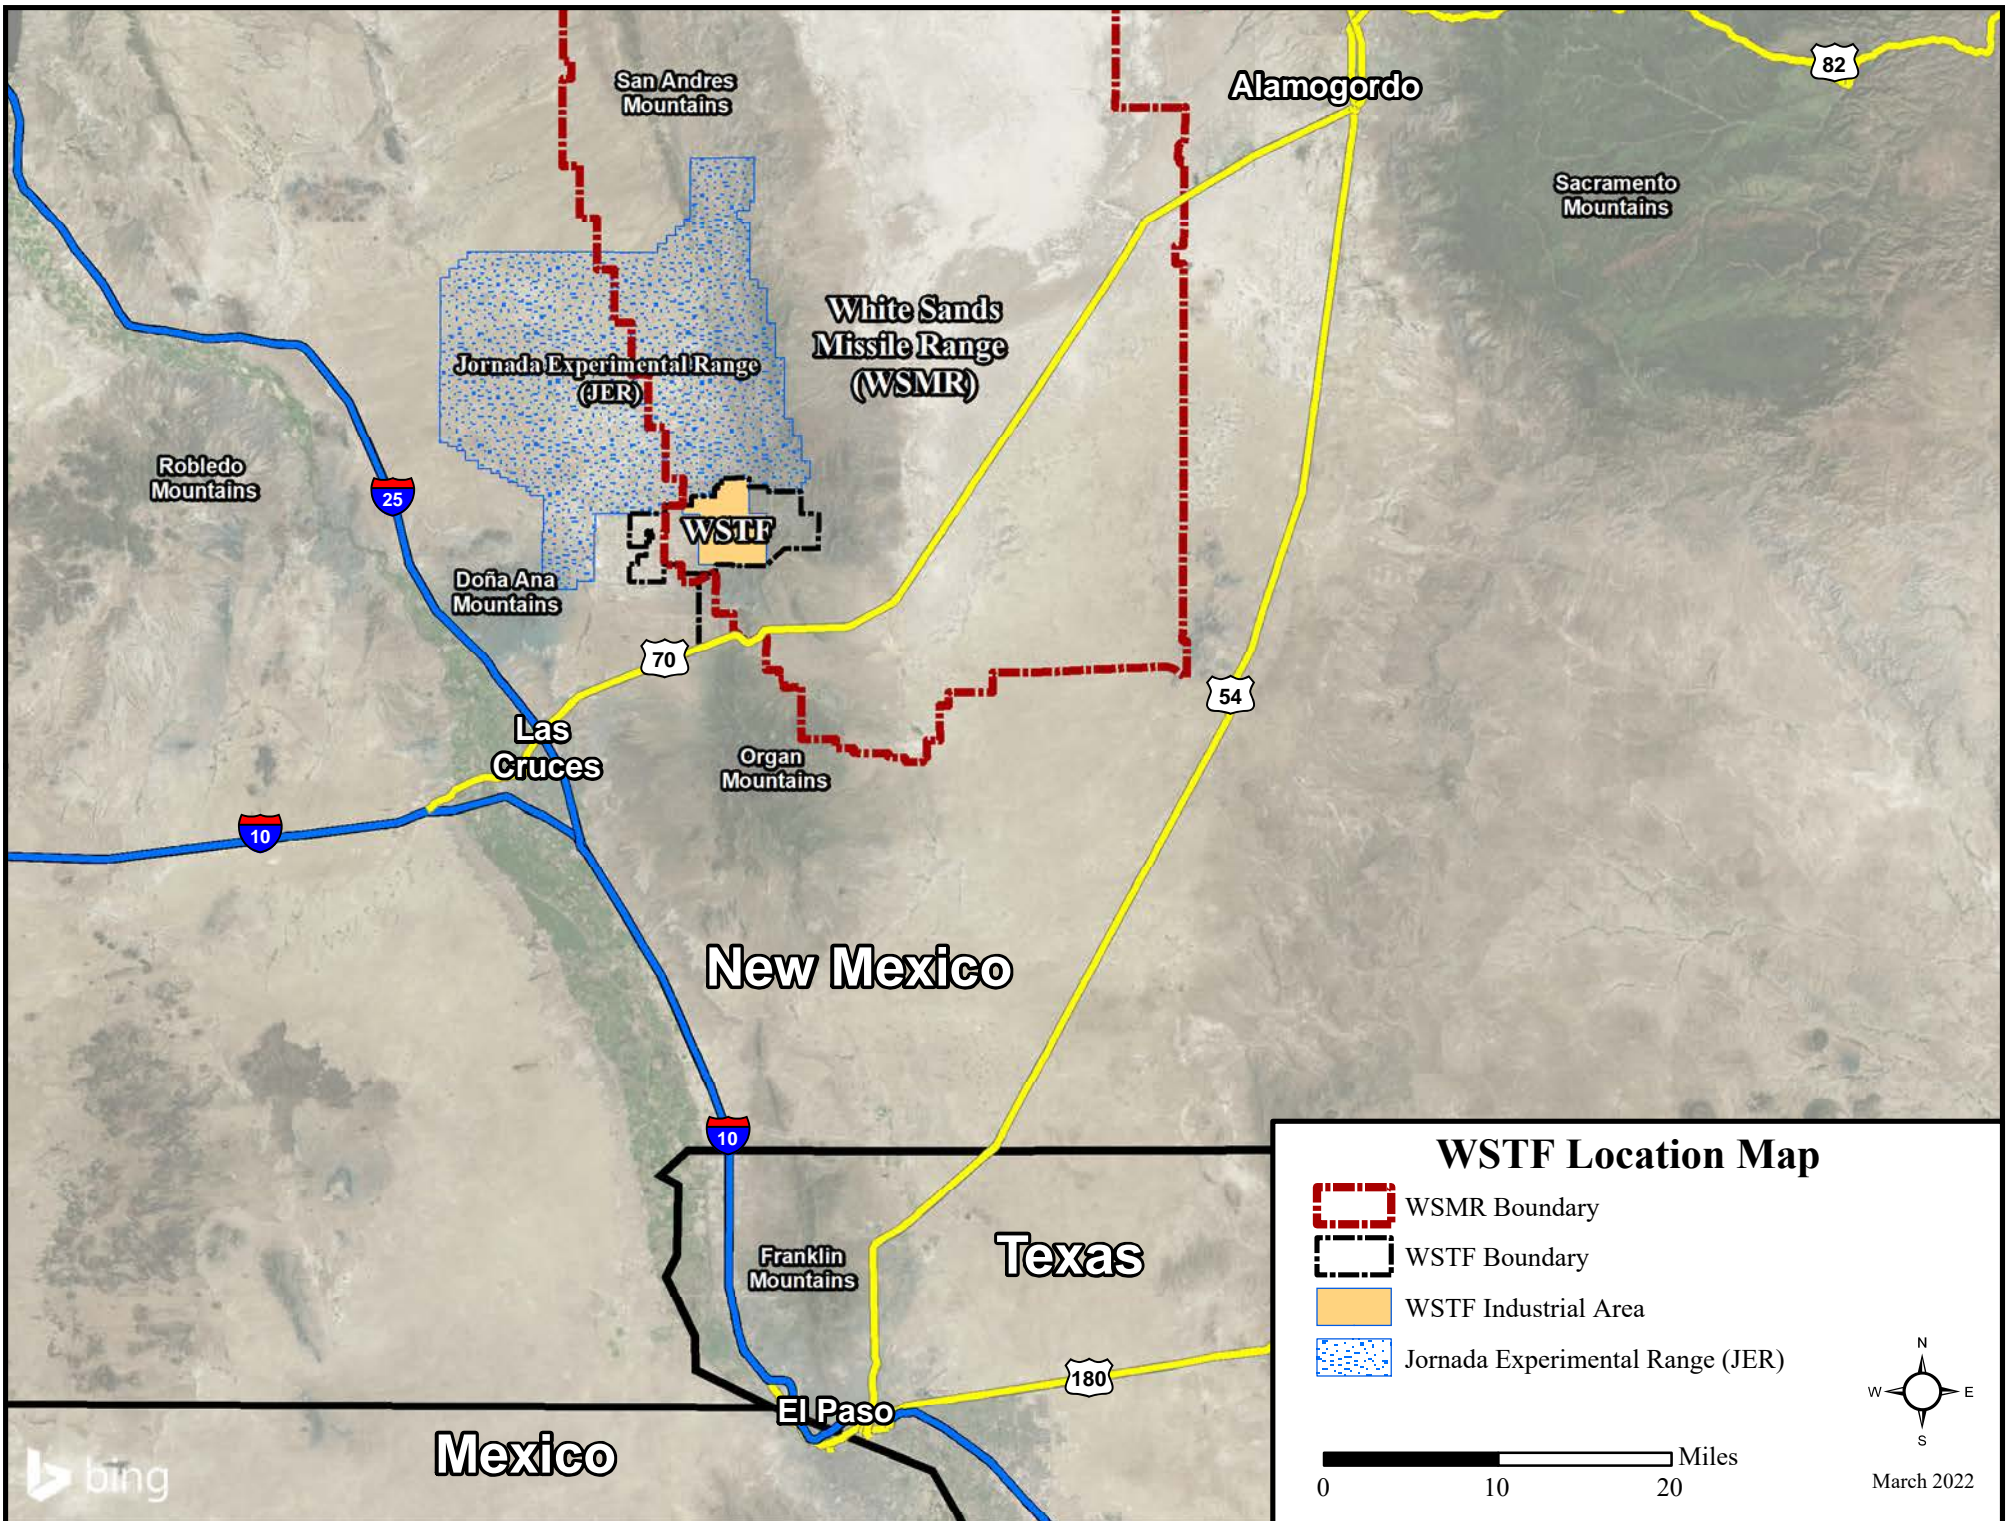 82
San Andres
Mountains
Alamogordo
Sacramento
Mountains
White Sands
Missile Range
(WSMR)
Jornada Experimental Range
(JER)
Robledo
Mountains
25
WSTF
Doña Ana
Mountains
70
54
Las
Cruces
Organ
Mountains
10
New Mexico
10
Franklin
Mountains
Texas
180
El Paso
Mexico
bing
WSTF Location Map
WSMR Boundary
WSTF Boundary
WSTF Industrial Area
Jornada Experimental Range (JER)
N
W E
S
Miles
0 10 20
March 2022